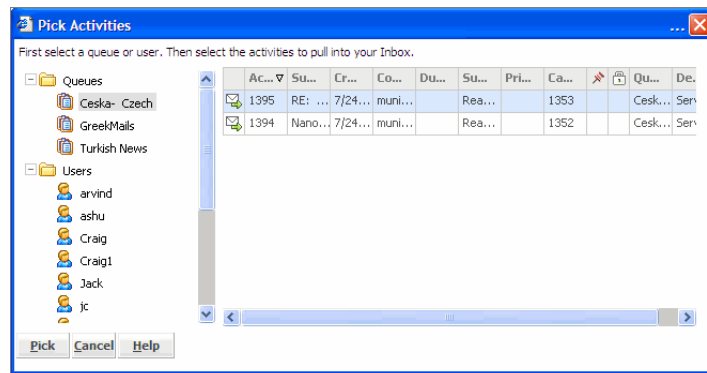 Pick Activities ...
First select a queue or user. Then select the activities to pull into your Inbox.
Queues
Ceska- Czech
GreekMails
Turkish News
Users
arvind
ashu
Craig
Craig1
Jack
jc
Ac... Su... Cr... Co... Du... Su... Pri... Ca... Qu... De.
1395 RE: ... 7/24... muni... Rea... 1353 Cesk... Serv
1394 Nano... 7/24... muni... Rea... 1352 Cesk... Serv
Pick Cancel Help